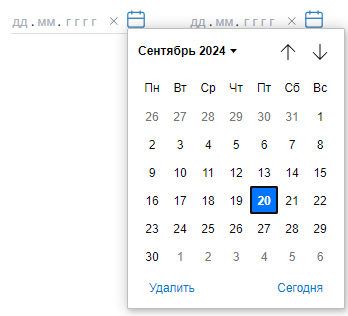 дд.мм.гггг × дд.мм.гггг ×
Сентябрь 2024
Пн Вт Ср Чт Пт Сб Вс
26 27 28 29 30 31 1
2 3 4 5 6 7 8
9 10 11 12 13 14 15
16 17 18 19 20 21 22
23 24 25 26 27 28 29
30 1 2 3 4 5 6
Удалить Сегодня